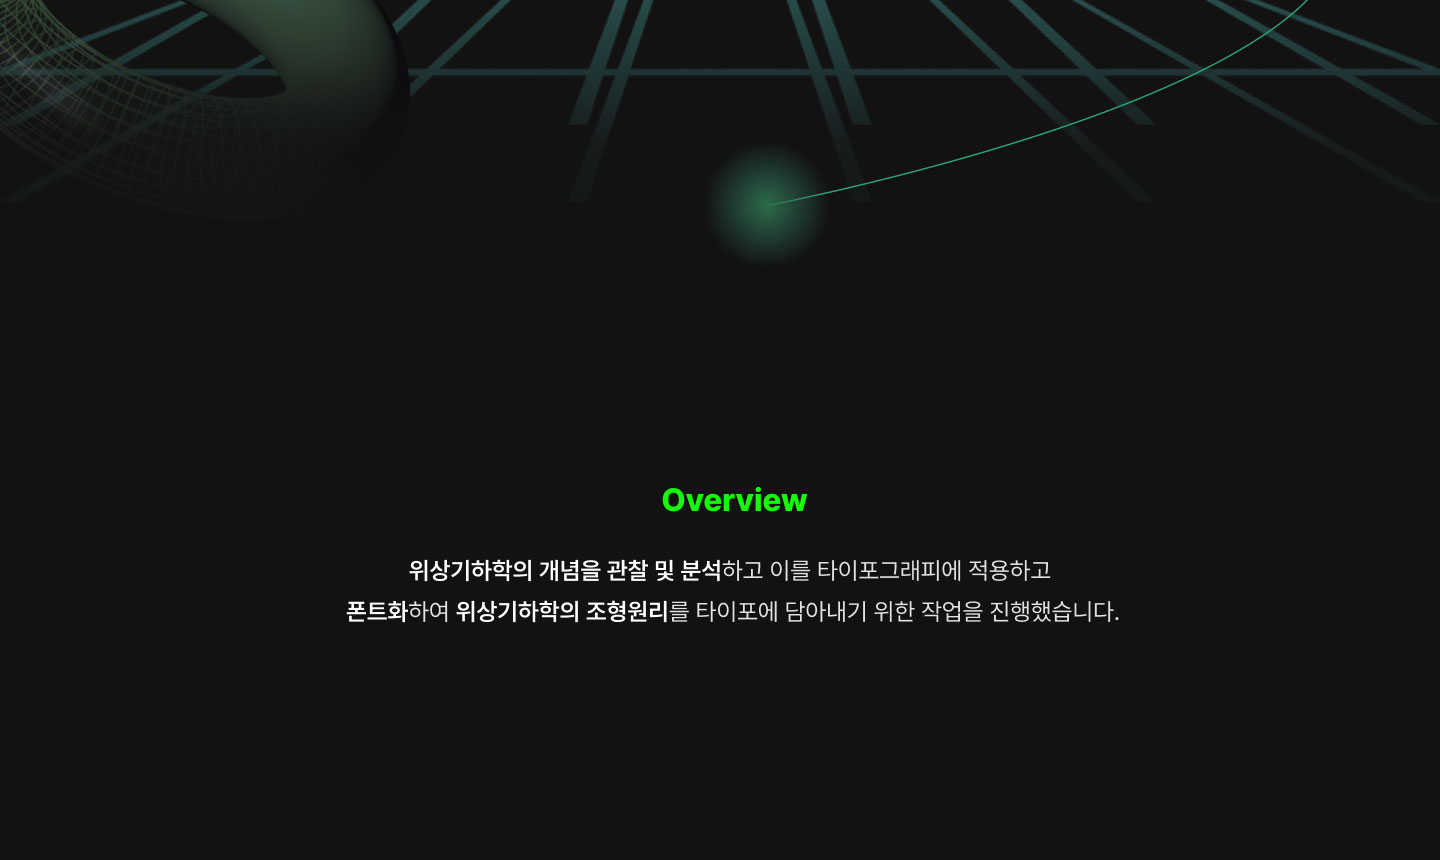 Overview
위상기하학의 개념을 관찰 및 분석하고 이를 타이포그래피에 적용하고
폰트화하여 위상기하학의 조형원리를 타이포에 담아내기 위한 작업을 진행했습니다.